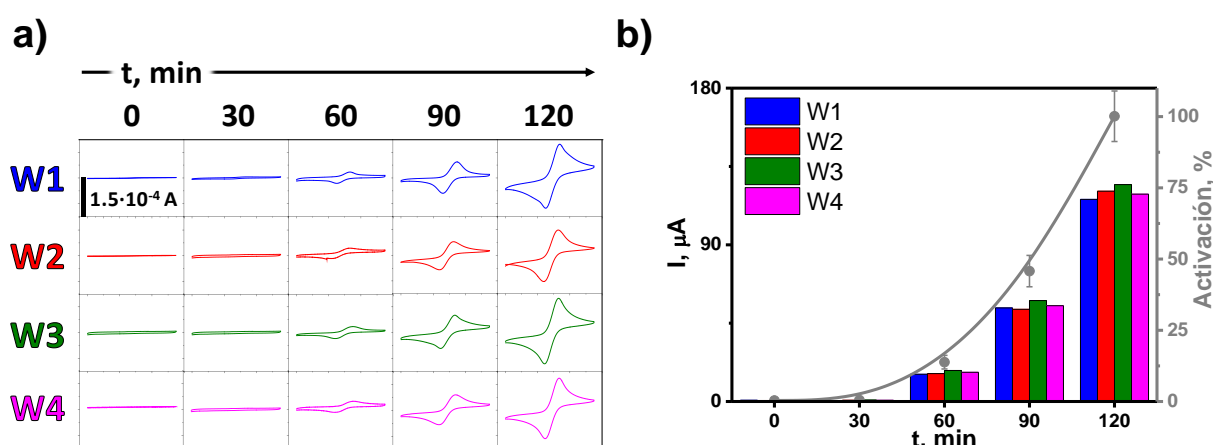 a)
t, min
0 30 60 90 120
W1
1.5·10⁻⁴ A
W2
W3
W4
b)
180
90
0
I, µA
W1
W2
W3
W4
100
75
50
25
0
Activación, %
0 30 60 90 120
t, min